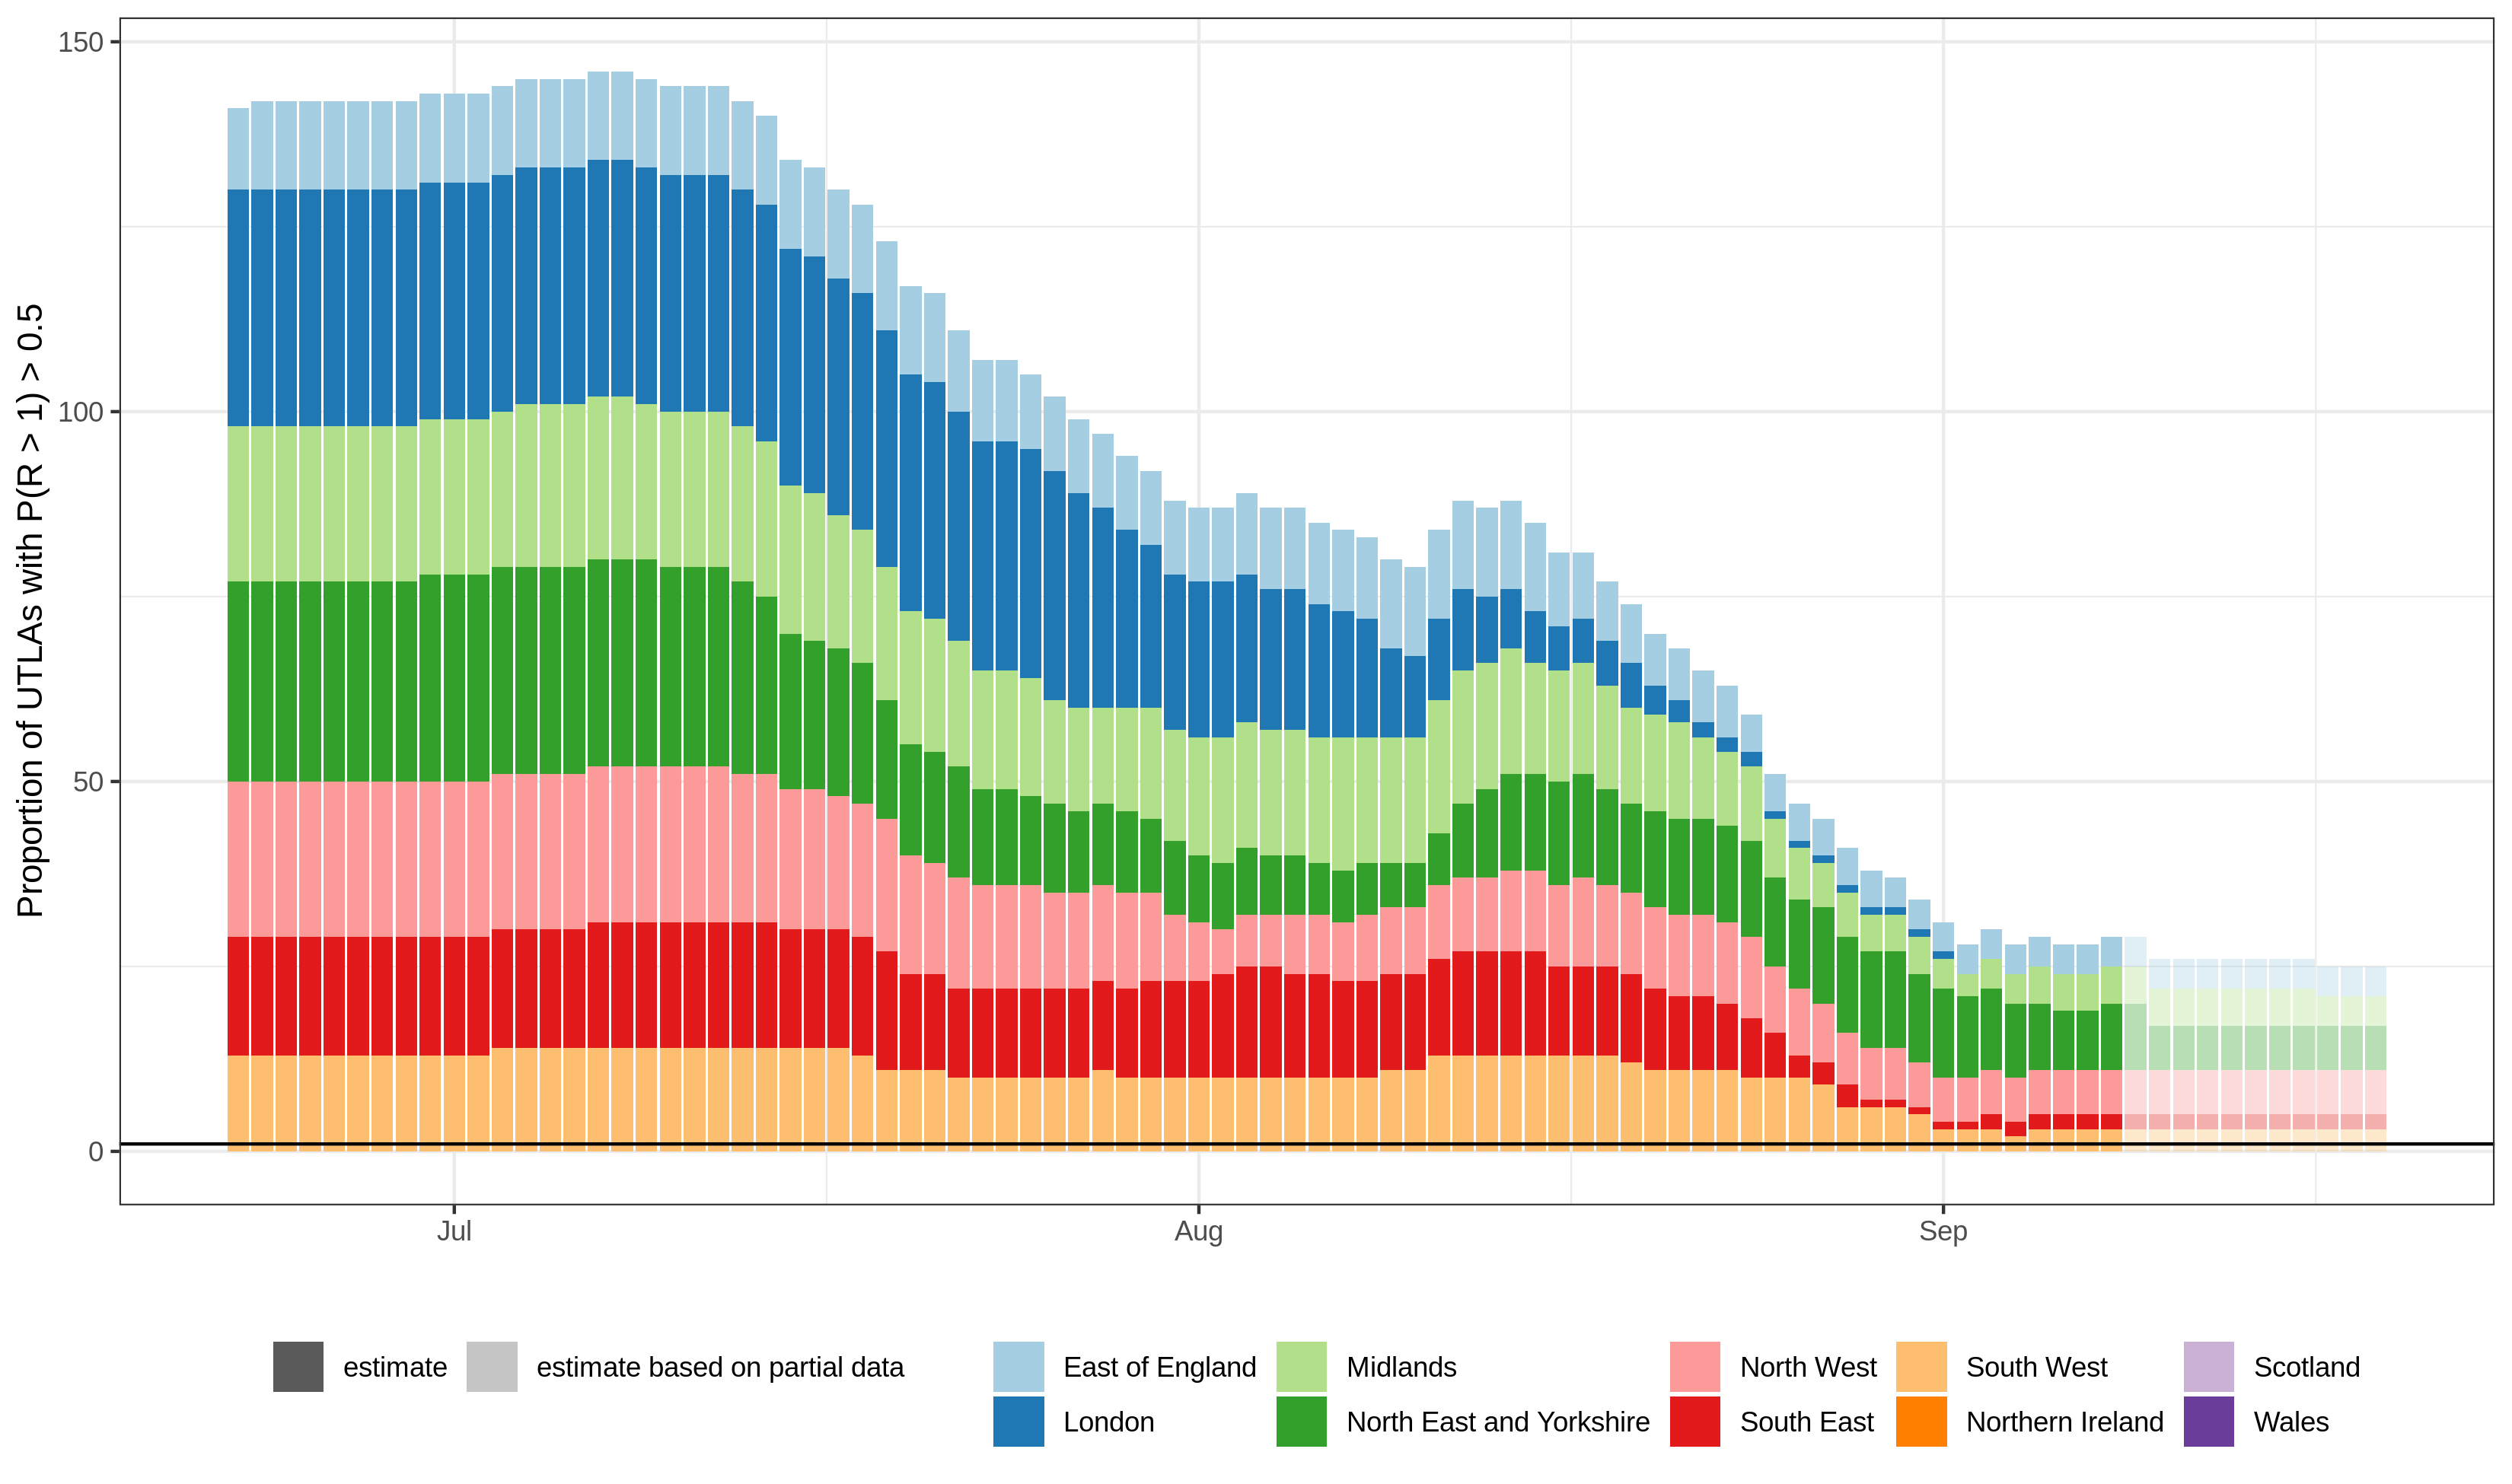 Proportion of UTLAs with P(R > 1) > 0.5
150
100
50
0
Jul Aug Sep
estimate estimate based on partial data East of England Midlands North West South West Scotland
London North East and Yorkshire South East Northern Ireland Wales